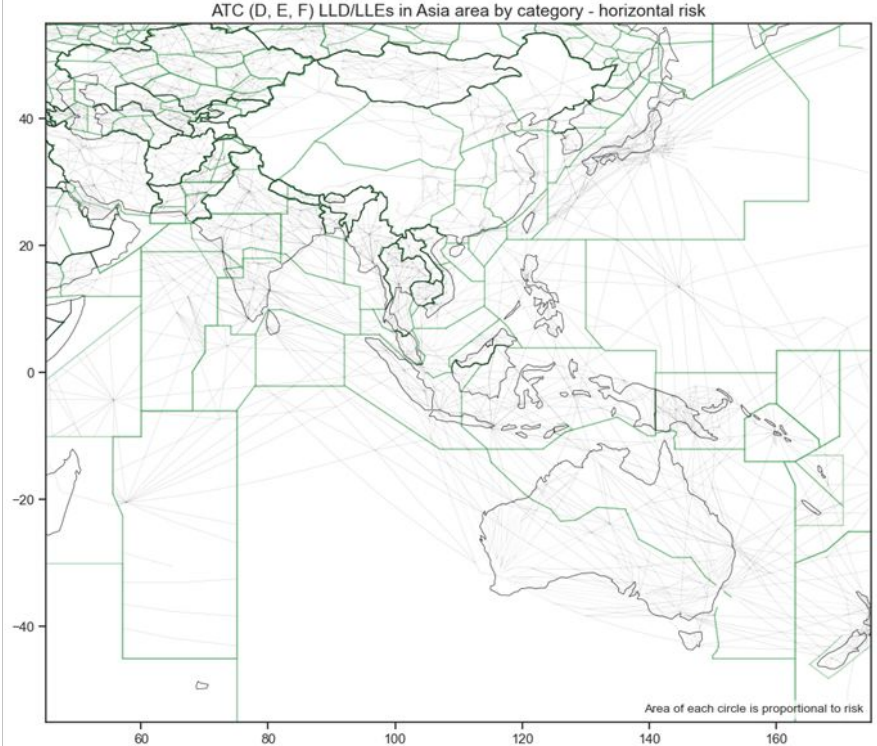 ATC (D, E, F) LLD/LLEs in Asia area by category - horizontal risk
40
20
0
−20
−40
Area of each circle is proportional to risk
60 80 100 120 140 160